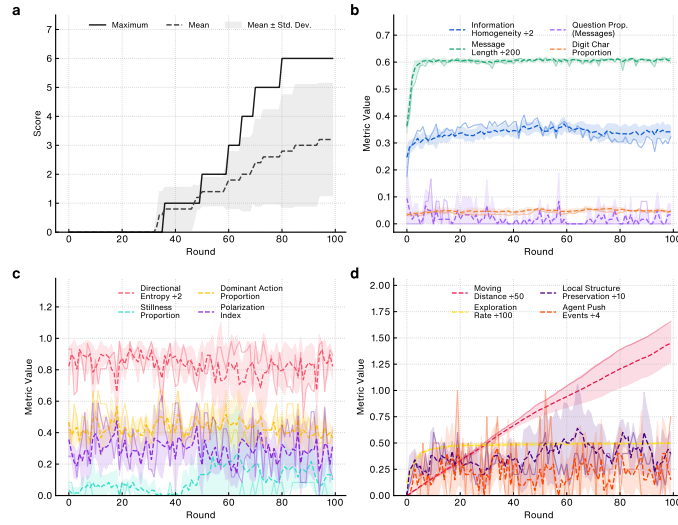 a
Maximum
Mean
Mean ± Std. Dev.
7
6
5
4
3
2
1
0
Score
0
20
40
60
80
100
Round
b
Information
Homogeneity ÷2
Message
Length ÷200
Question Prop.
(Messages)
Digit Char
Proportion
0.7
0.6
0.5
0.4
0.3
0.2
0.1
0.0
Metric Value
0
20
40
60
80
100
Round
c
Directional
Entropy ÷2
Stillness
Proportion
Dominant Action
Proportion
Polarization
Index
1.2
1.0
0.8
0.6
0.4
0.2
0.0
Metric Value
0
20
40
60
80
100
Round
d
Moving
Distance ÷50
Exploration
Rate ÷100
Local Structure
Preservation ÷10
Agent Push
Events ÷4
2.00
1.75
1.50
1.25
1.00
0.75
0.50
0.25
0.00
Metric Value
0
20
40
60
80
100
Round